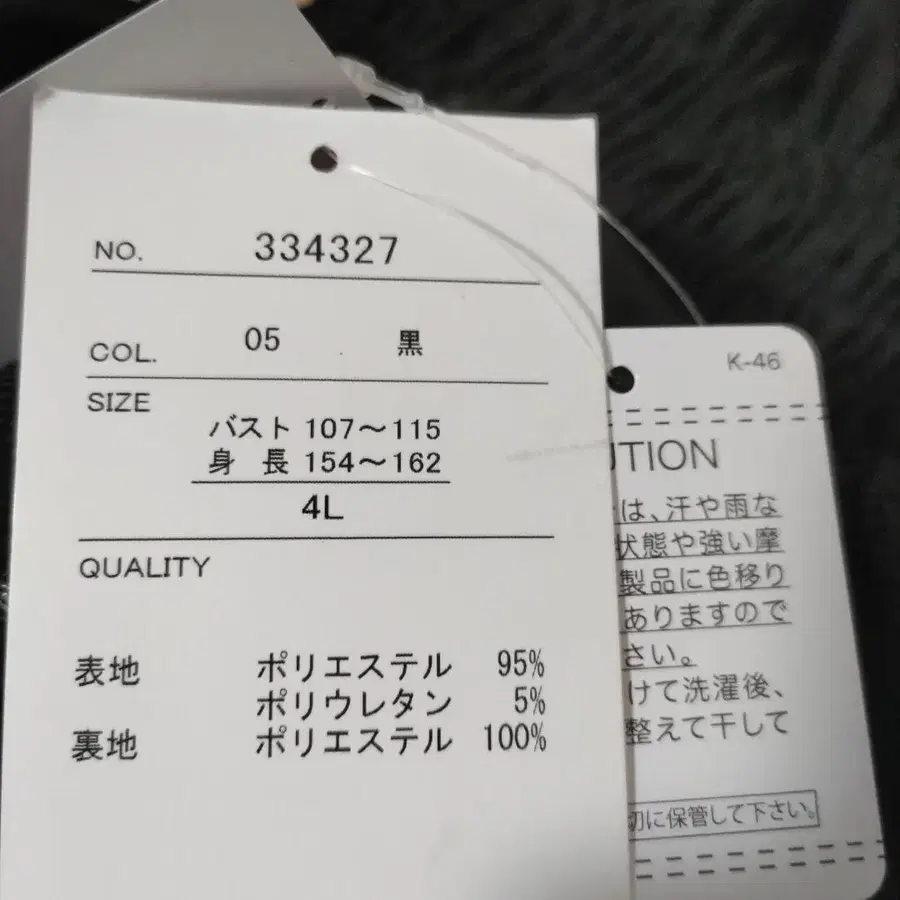 NO. 334327
COL. 05 黒
SIZE
バスト 107～115
身 長 154～162
4L
QUALITY
表地 ポリエステル 95%
ポリウレタン 5%
裏地 ポリエステル 100%
K-46
UTION
は、汗や雨な
状態や強い摩
製品に色移り
ありますので
さい。
けて洗濯後、
整えて干して
切に保管して下さい。